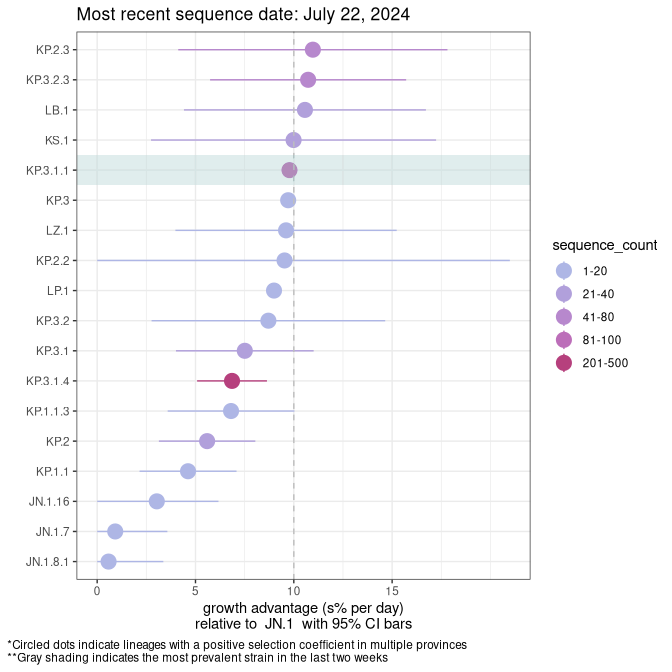 Most recent sequence date: July 22, 2024
KP.2.3
KP.3.2.3
LB.1
KS.1
KP.3.1.1
KP.3
LZ.1
KP.2.2
LP.1
KP.3.2
KP.3.1
KP.3.1.4
KP.1.1.3
KP.2
KP.1.1
JN.1.16
JN.1.7
JN.1.8.1
0 5 10 15
growth advantage (s% per day)
relative to JN.1 with 95% CI bars
sequence_count
1-20
21-40
41-80
81-100
201-500
*Circled dots indicate lineages with a positive selection coefficient in multiple provinces
**Gray shading indicates the most prevalent strain in the last two weeks